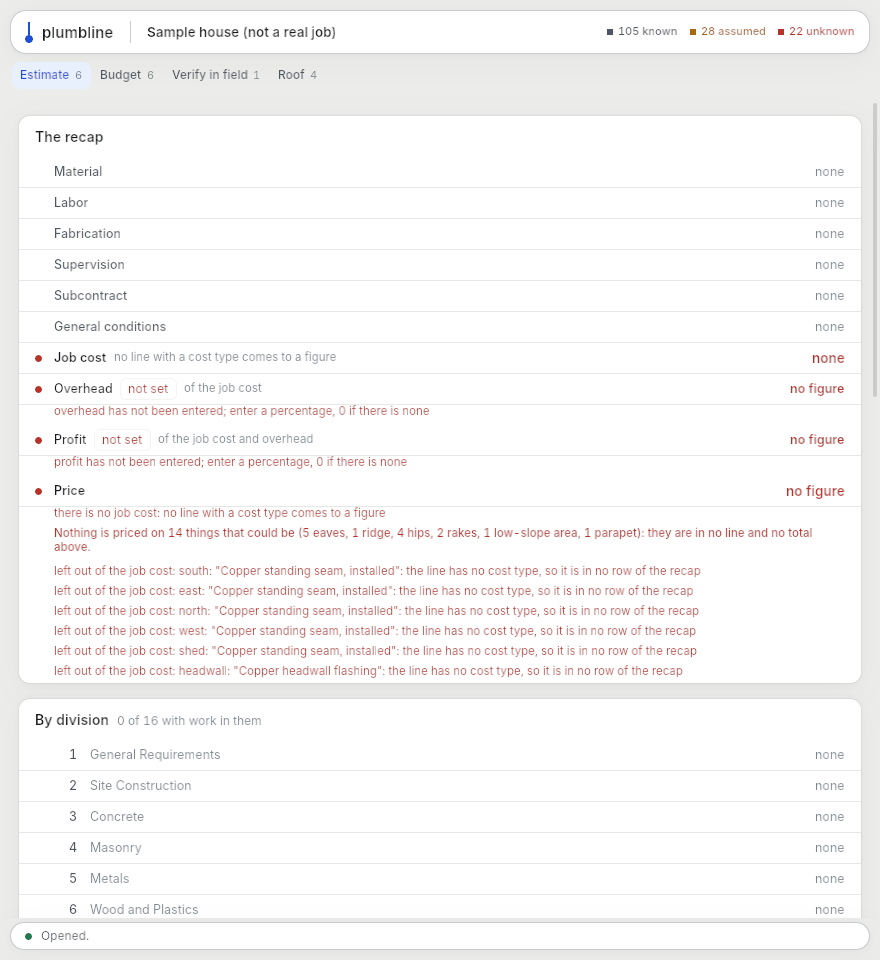 plumbline Sample house (not a real job) 105 known 28 assumed 22 unknown
Estimate 6 Budget 6 Verify in field 1 Roof 4
The recap
Material none
Labor none
Fabrication none
Supervision none
Subcontract none
General conditions none
Job cost no line with a cost type comes to a figure none
Overhead not set of the job cost no figure
overhead has not been entered; enter a percentage, 0 if there is none
Profit not set of the job cost and overhead no figure
profit has not been entered; enter a percentage, 0 if there is none
Price no figure
there is no job cost: no line with a cost type comes to a figure
Nothing is priced on 14 things that could be (5 eaves, 1 ridge, 4 hips, 2 rakes, 1 low-slope area, 1 parapet): they are in no line and no total
above.
left out of the job cost: south: "Copper standing seam, installed": the line has no cost type, so it is in no row of the recap
left out of the job cost: east: "Copper standing seam, installed": the line has no cost type, so it is in no row of the recap
left out of the job cost: north: "Copper standing seam, installed": the line has no cost type, so it is in no row of the recap
left out of the job cost: west: "Copper standing seam, installed": the line has no cost type, so it is in no row of the recap
left out of the job cost: shed: "Copper standing seam, installed": the line has no cost type, so it is in no row of the recap
left out of the job cost: headwall: "Copper headwall flashing": the line has no cost type, so it is in no row of the recap
By division 0 of 16 with work in them
1 General Requirements none
2 Site Construction none
3 Concrete none
4 Masonry none
5 Metals none
6 Wood and Plastics none
Opened.